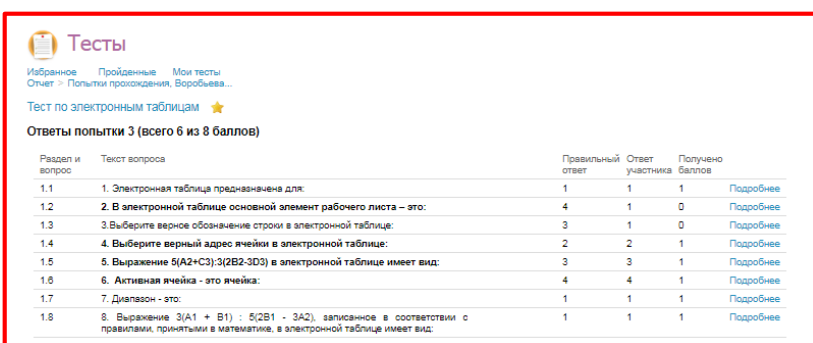 Тесты
Избранное Пройденные Мои тесты
Отчет > Попытки прохождения, Воробьева...
Тест по электронным таблицам
Ответы попытки 3 (всего 6 из 8 баллов)
Раздел и Текст вопроса Правильный Ответ Получено
вопрос ответ участника баллов
1.1 1. Электронная таблица предназначена для: 1 1 1 Подробнее
1.2 2. В электронной таблице основной элемент рабочего листа – это: 4 1 0 Подробнее
1.3 3.Выберите верное обозначение строки в электронной таблице: 3 1 0 Подробнее
1.4 4. Выберите верный адрес ячейки в электронной таблице: 2 2 1 Подробнее
1.5 5. Выражение 5(A2+C3):3(2B2-3D3) в электронной таблице имеет вид: 3 3 1 Подробнее
1.6 6. Активная ячейка - это ячейка: 4 4 1 Подробнее
1.7 7. Диапазон - это: 1 1 1 Подробнее
1.8 8. Выражение 3(A1 + B1) : 5(2B1 - 3A2), записанное в соответствии с 1 1 1 Подробнее
правилами, принятыми в математике, в электронной таблице имеет вид: